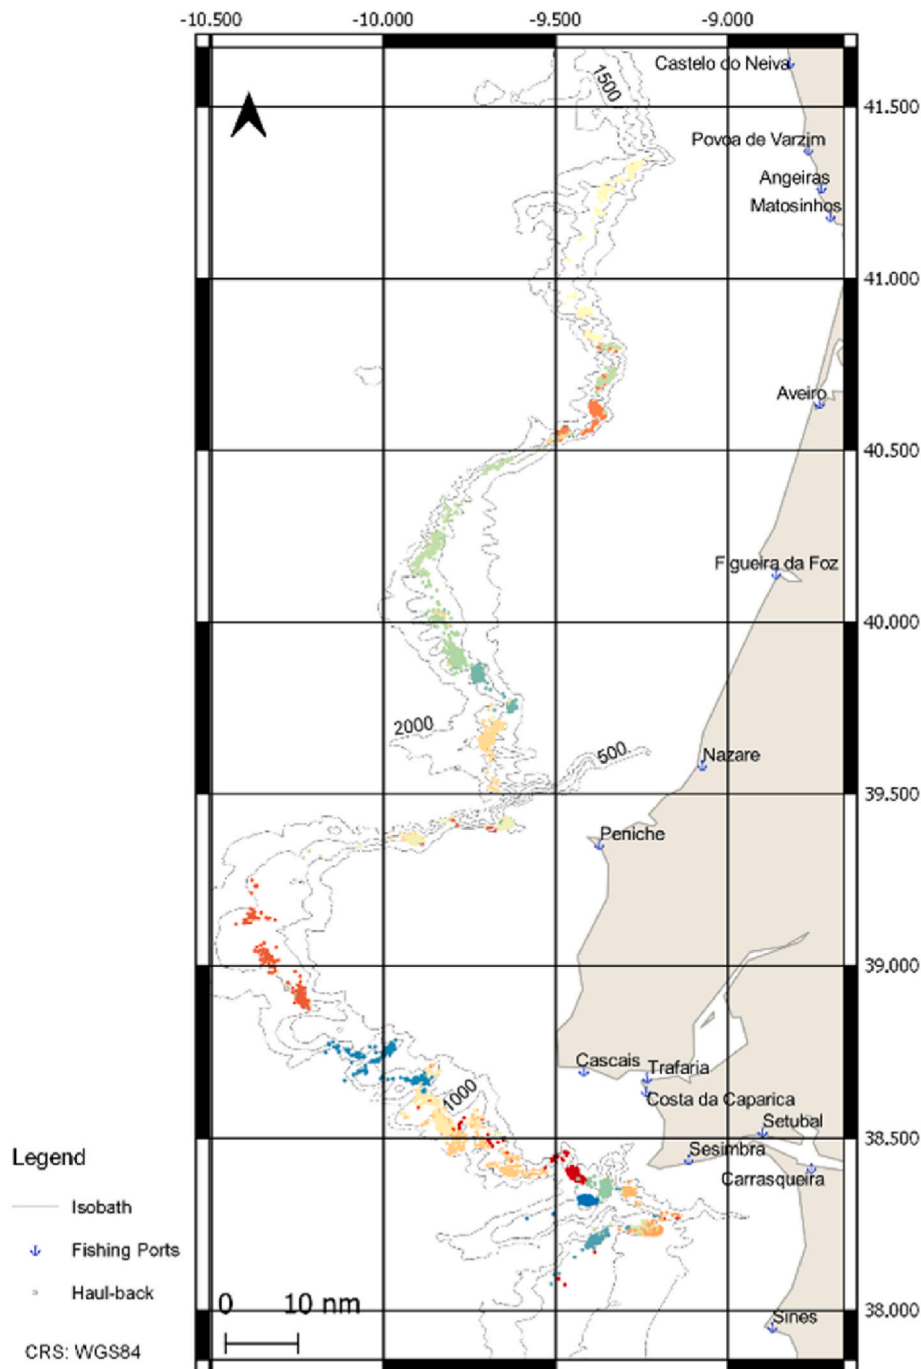 -10.500 -10.000 -9.500 -9.000
1500
Castelo do Neiva
41.500
Povoa de Varzim
Angeiras
Matosinhos
41.000
Aveiro
40.500
Figueira da Foz
40.000
2000
500
Nazare
39.500
Peniche
39.000
Cascais
Trafaria
1000
Costa da Caparica
Setubal
38.500
Sesimbra
Carrasqueira
Legend
Isobath
Fishing Ports
Haul-back
CRS: WGS84
0 10 nm
38.000
Sines